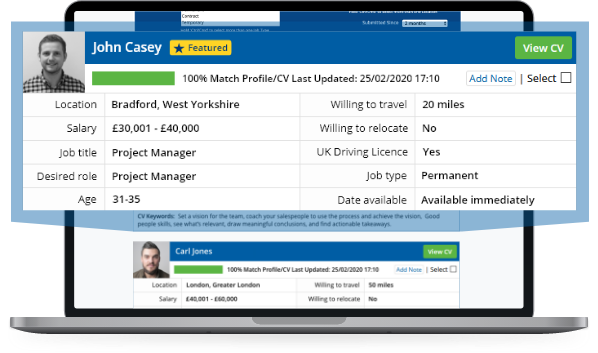 Contract
Temporary
Submitted Since 3 months
John Casey Featured View CV
100% Match Profile/CV Last Updated: 25/02/2020 17:10 Add Note | Select
Location Bradford, West Yorkshire Willing to travel 20 miles
Salary £30,001 - £40,000 Willing to relocate No
Job title Project Manager UK Driving Licence Yes
Desired role Project Manager Job type Permanent
Age 31-35 Date available Available immediately
CV Keywords: Set a vision for the team, coach your salespeople to use the process and achieve the vision, Good
people skills, see what's relevant, draw meaningful conclusions, and find actionable takeaways.
Carl Jones View CV
100% Match Profile/CV Last Updated: 25/02/2020 17:10 Add Note | Select
Location London, Greater London Willing to travel 50 miles
Salary £40,001 - £60,000 Willing to relocate No